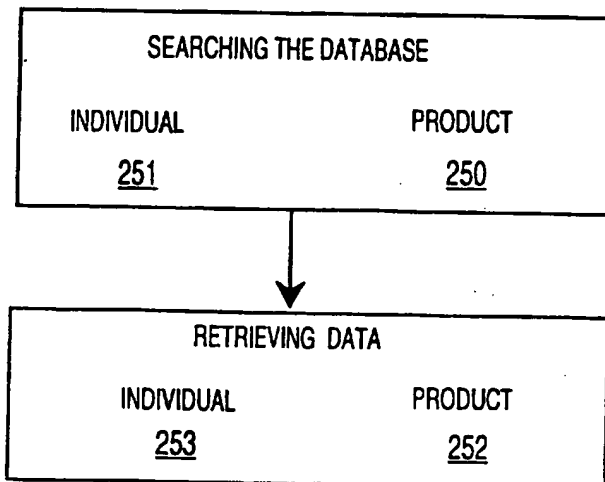 SEARCHING THE DATABASE
INDIVIDUAL PRODUCT
251 250
RETRIEVING DATA
INDIVIDUAL PRODUCT
253 252